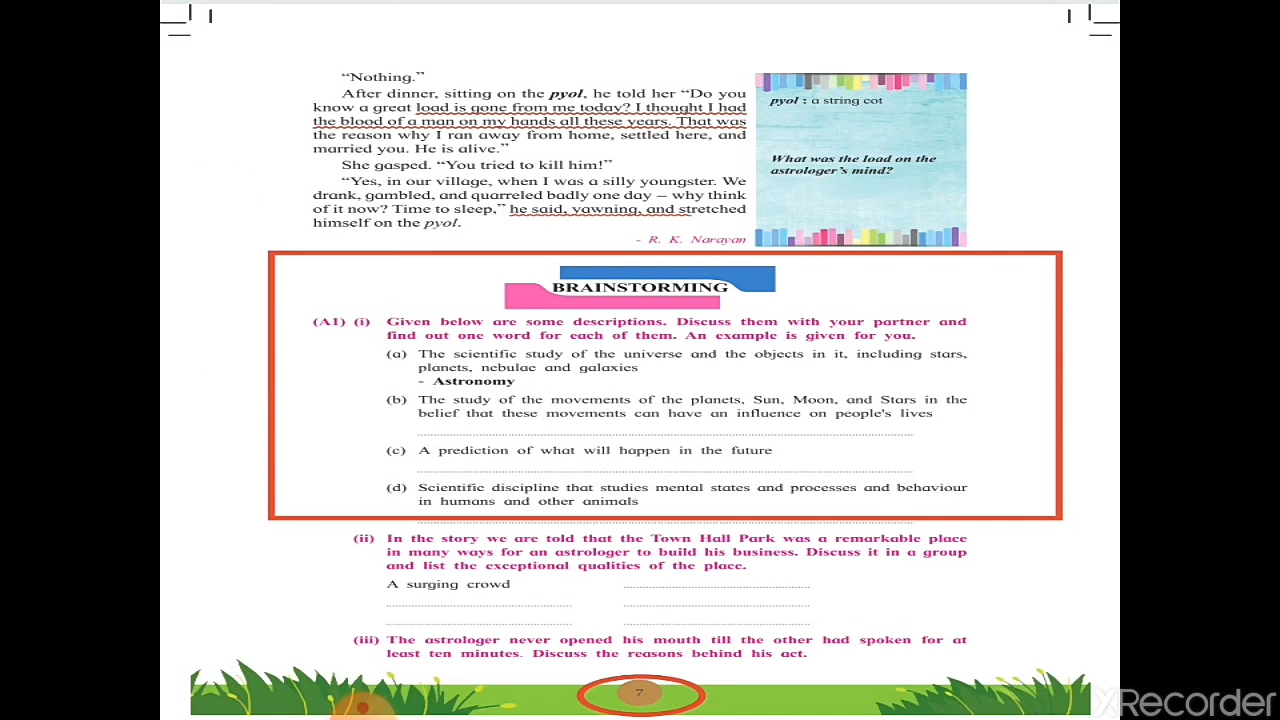 “Nothing.”
After dinner, sitting on the pyol, he told her “Do you
know a great load is gone from me today? I thought I had
the blood of a man on my hands all these years. That was
the reason why I ran away from home, settled here, and
married you. He is alive.”
She gasped. “You tried to kill him!”
“Yes, in our village, when I was a silly youngster. We
drank, gambled, and quarreled badly one day – why think
of it now? Time to sleep,” he said, yawning, and stretched
himself on the pyol.
- R. K. Narayan
pyol : a string cot
What was the load on the
astrologer’s mind?
BRAINSTORMING
(A1) (i) Given below are some descriptions. Discuss them with your partner and
find out one word for each of them. An example is given for you.
(a) The scientific study of the universe and the objects in it, including stars,
planets, nebulae and galaxies
- Astronomy
(b) The study of the movements of the planets, Sun, Moon, and Stars in the
belief that these movements can have an influence on people's lives
(c) A prediction of what will happen in the future
(d) Scientific discipline that studies mental states and processes and behaviour
in humans and other animals
(ii) In the story we are told that the Town Hall Park was a remarkable place
in many ways for an astrologer to build his business. Discuss it in a group
and list the exceptional qualities of the place.
A surging crowd
(iii) The astrologer never opened his mouth till the other had spoken for at
least ten minutes. Discuss the reasons behind his act.
7
XRecorder